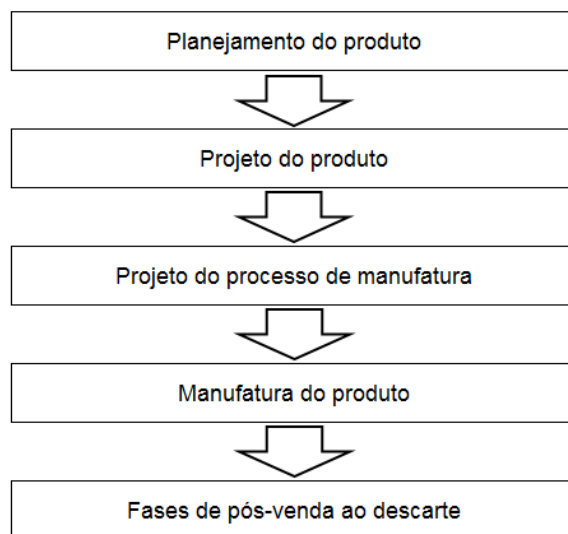 Planejamento do produto
Projeto do produto
Projeto do processo de manufatura
Manufatura do produto
Fases de pós-venda ao descarte